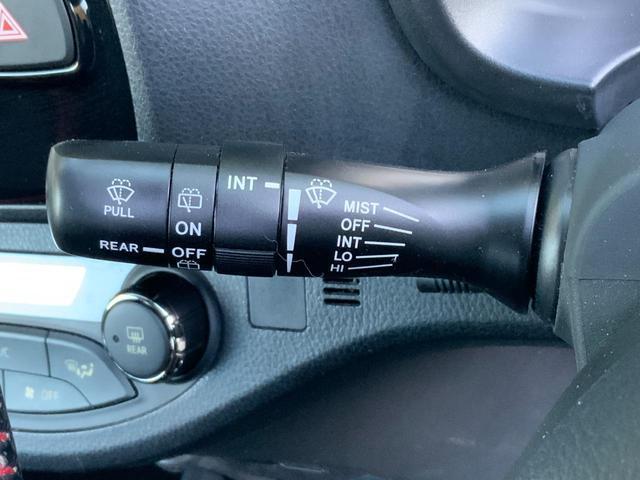 PULL
REAR
ON
OFF
INT
MIST
OFF
INT
LO
HI
REAR
OFF